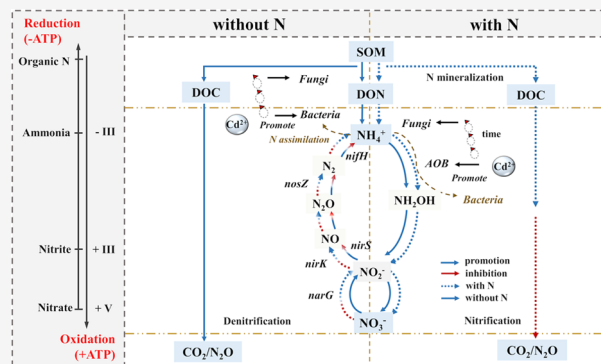 Reduction
(-ATP)
without N
with N
Organic N
Ammonia
- III
Nitrite
+ III
Nitrate
+ V
Oxidation
(+ATP)
SOM
N mineralization
DOC
DON
DOC
Fungi
Bacteria
Cd²⁺
Promote
N assimilation
NH₄⁺
Fungi
time
AOB
Cd²⁺
Promote
Bacteria
nifH
N₂
nosZ
N₂O
NH₂OH
NO
nirS
nirK
NO₂⁻
narG
NO₃⁻
promotion
inhibition
with N
without N
Denitrification
Nitrification
CO₂/N₂O
CO₂/N₂O